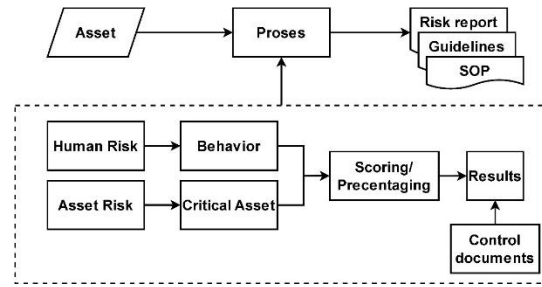 Asset
Proses
Risk report
Guidelines
SOP
Human Risk
Behavior
Asset Risk
Critical Asset
Scoring/
Precentaging
Results
Control
documents